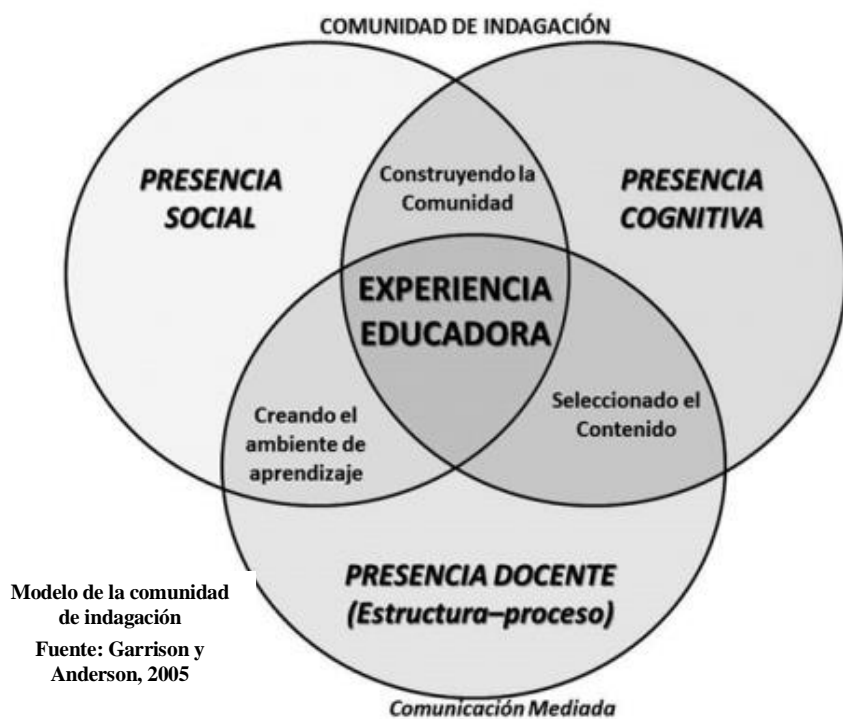 COMUNIDAD DE INDAGACIÓN
PRESENCIA
SOCIAL
Construyendo la
Comunidad
PRESENCIA
COGNITIVA
EXPERIENCIA
EDUCADORA
Creando el
ambiente de
aprendizaje
Seleccionado el
Contenido
PRESENCIA DOCENTE
(Estructura–proceso)
Modelo de la comunidad
de indagación
Fuente: Garrison y
Anderson, 2005
Comunicación Mediada